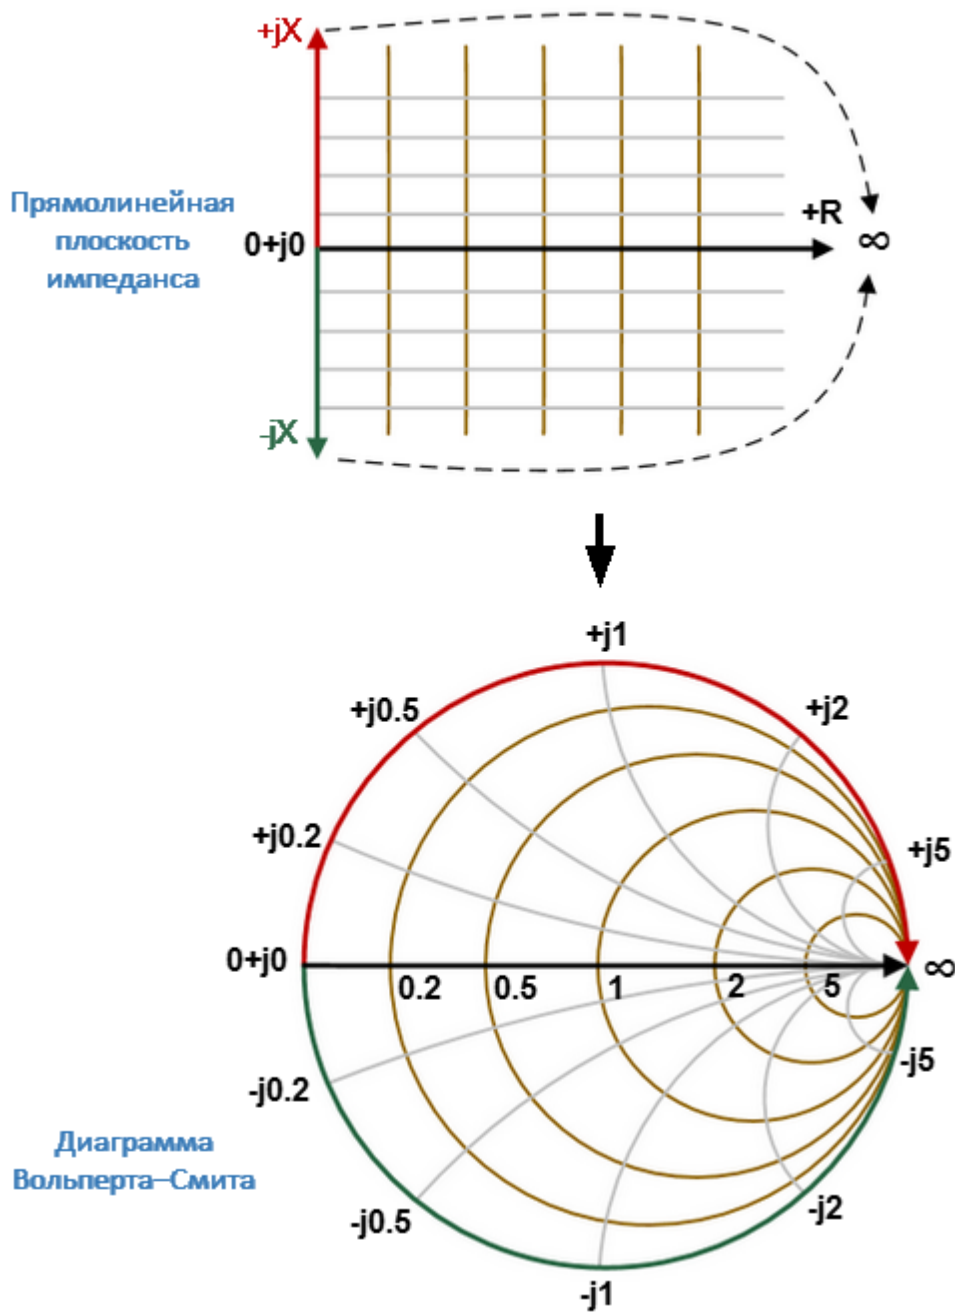 +jX
Прямолинейная
плоскость
импеданса
0+j0
+R
∞
-jX
+j1
+j0.5
+j2
+j0.2
+j5
0+j0
0.2
0.5
1
2
5
∞
-j0.2
-j5
Диаграмма
Вольперта–Смита
-j0.5
-j2
-j1